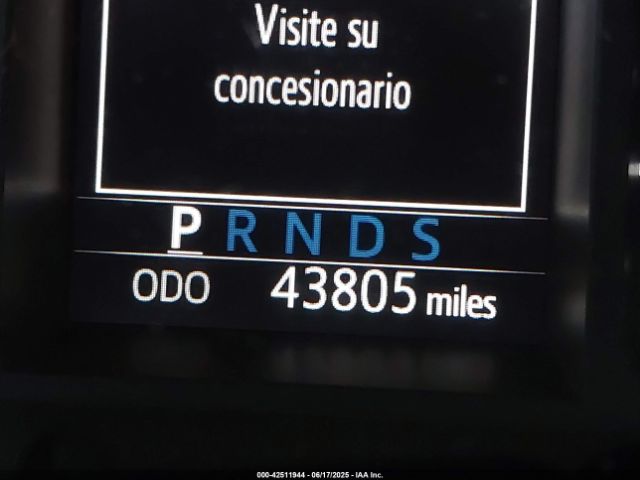 Visite su
concesionario
P R N D S
ODO 43805 miles
000-42511944 - 06/17/2025 - IAA Inc.